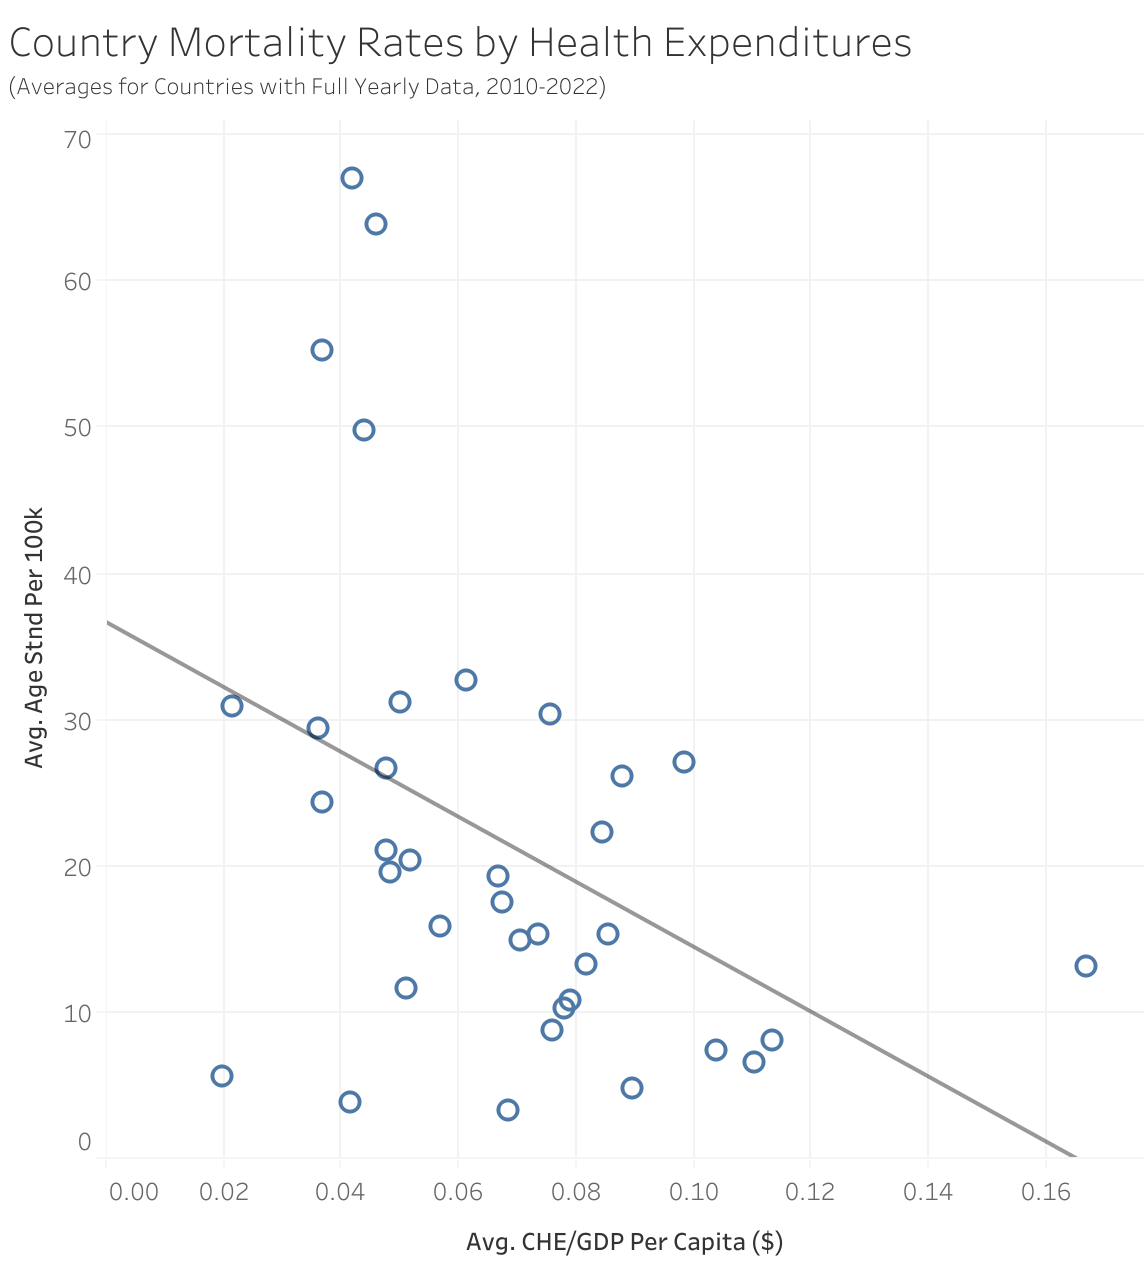 Country Mortality Rates by Health Expenditures
(Averages for Countries with Full Yearly Data, 2010-2022)
70
60
50
40
30
20
10
0
Avg. Age Stnd Per 100k
0.00 0.02 0.04 0.06 0.08 0.10 0.12 0.14 0.16
Avg. CHE/GDP Per Capita ($)